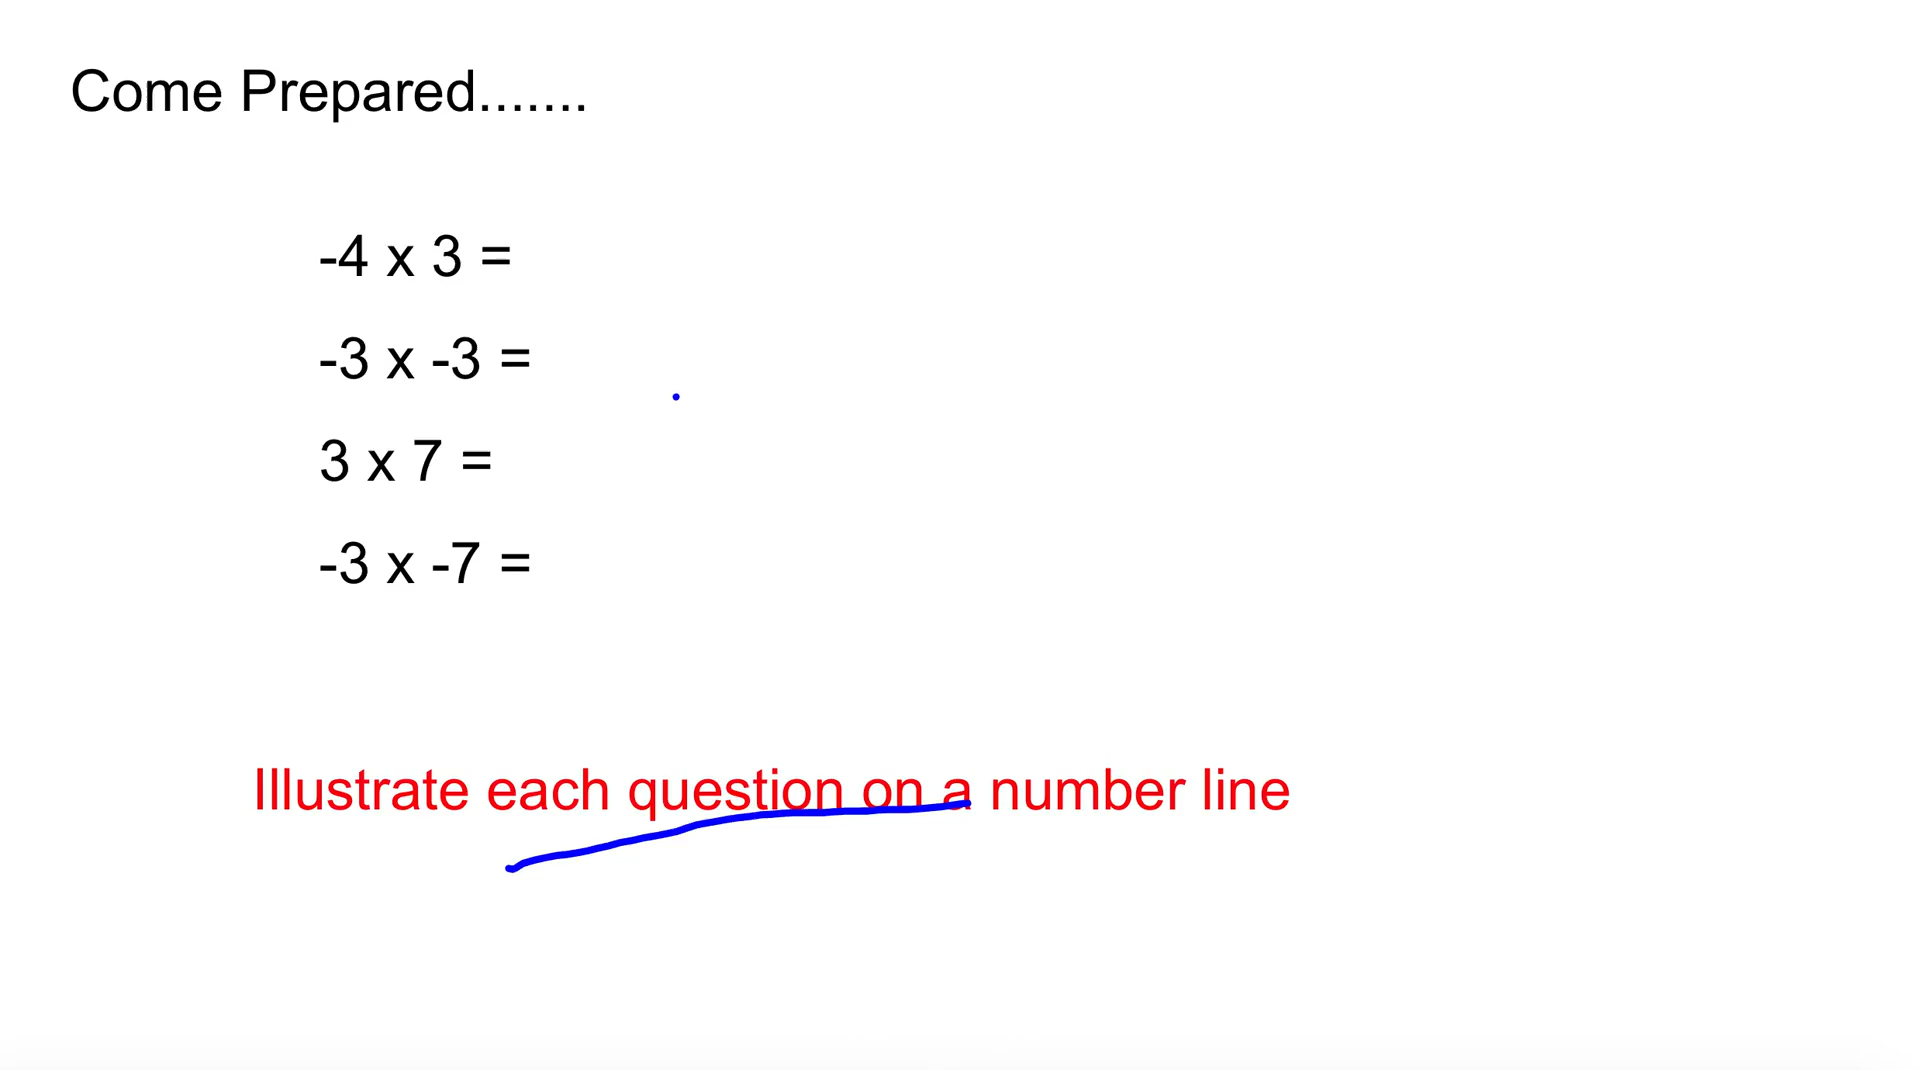 Come Prepared.......
-4 x 3 =
-3 x -3 =
3 x 7 =
-3 x -7 =
Illustrate each question on a number line